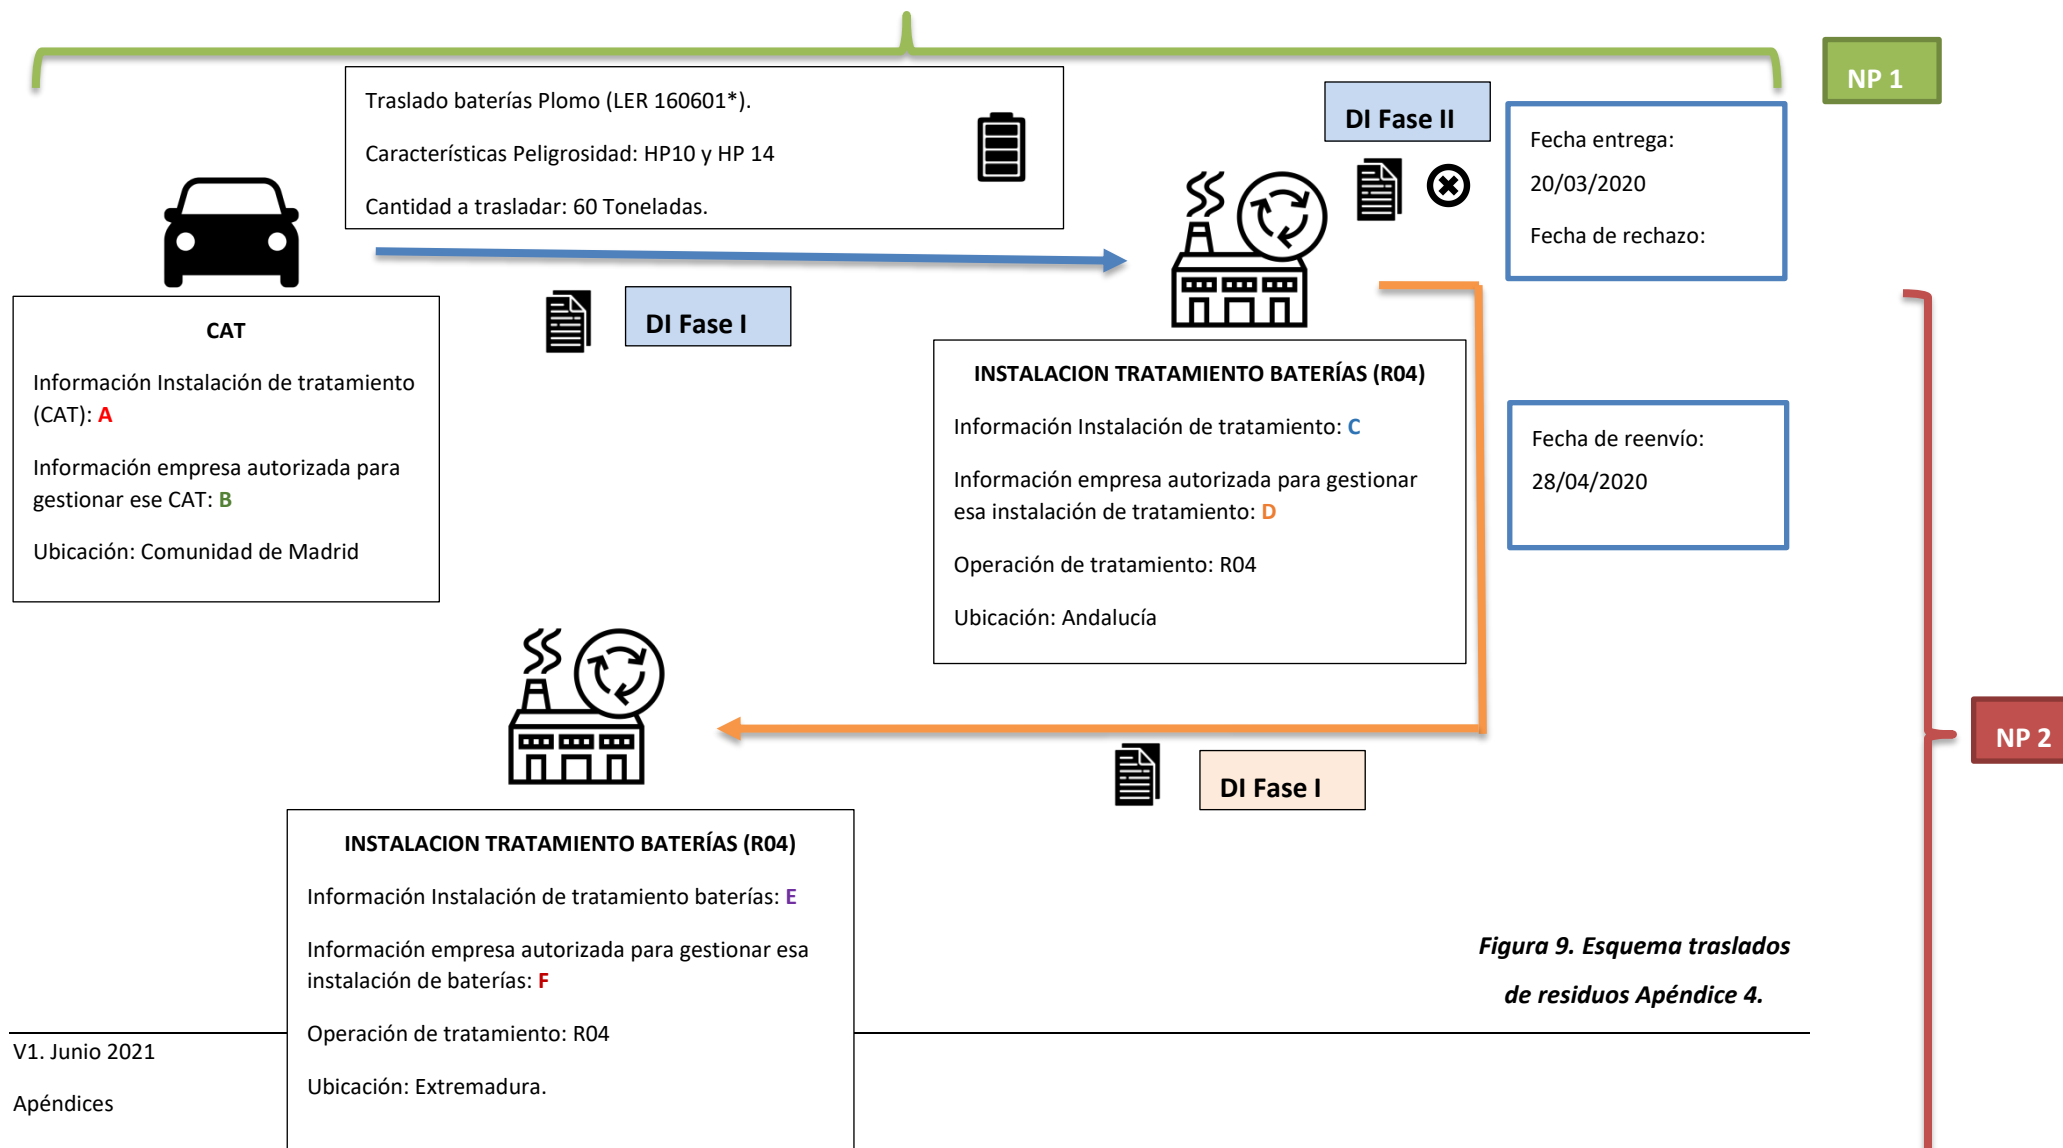 NP 1
Traslado baterías Plomo (LER 160601*).
Características Peligrosidad: HP10 y HP 14
Cantidad a trasladar: 60 Toneladas.
DI Fase II
Fecha entrega:
20/03/2020
Fecha de rechazo:
DI Fase I
CAT
Información Instalación de tratamiento
(CAT): A
Información empresa autorizada para
gestionar ese CAT: B
Ubicación: Comunidad de Madrid
INSTALACION TRATAMIENTO BATERÍAS (R04)
Información Instalación de tratamiento: C
Información empresa autorizada para gestionar
esa instalación de tratamiento: D
Operación de tratamiento: R04
Ubicación: Andalucía
Fecha de reenvío:
28/04/2020
NP 2
DI Fase I
INSTALACION TRATAMIENTO BATERÍAS (R04)
Información Instalación de tratamiento baterías: E
Información empresa autorizada para gestionar esa
instalación de baterías: F
Operación de tratamiento: R04
Ubicación: Extremadura.
Figura 9. Esquema traslados
de residuos Apéndice 4.
V1. Junio 2021
Apéndices